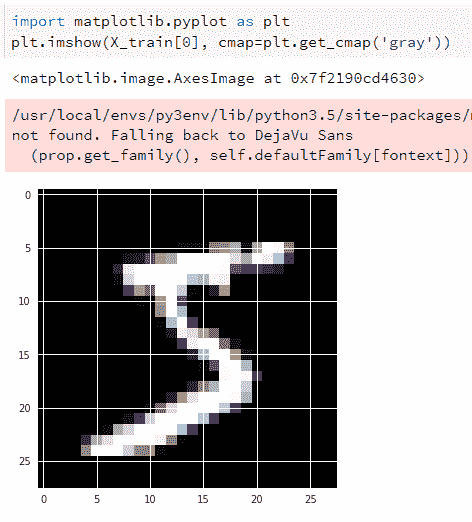 import matplotlib.pyplot as plt
plt.imshow(X_train[0], cmap=plt.get_cmap('gray'))
<matplotlib.image.AxesImage at 0x7f2190cd4630>
/usr/local/envs/py3env/lib/python3.5/site-packages/
not found. Falling back to DejaVu Sans
(prop.get_family(), self.defaultFamily[fontext]))
0
5
10
15
20
25
0 5 10 15 20 25